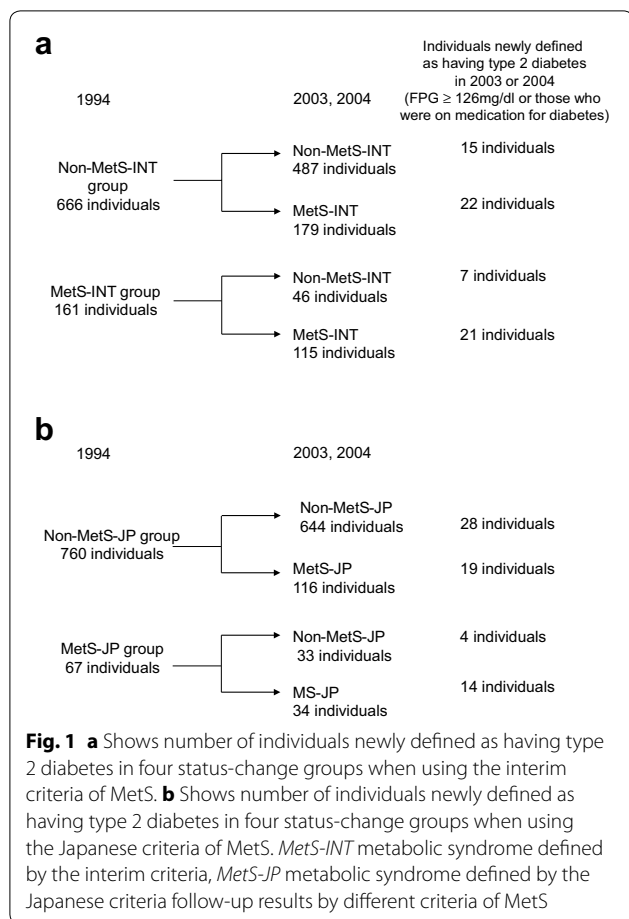 a
Individuals newly defined
as having type 2 diabetes
in 2003 or 2004
(FPG ≥ 126mg/dl or those who
were on medication for diabetes)
1994
2003, 2004
Non-MetS-INT
group
666 individuals
Non-MetS-INT
487 individuals
15 individuals
MetS-INT
179 individuals
22 individuals
MetS-INT group
161 individuals
Non-MetS-INT
46 individuals
7 individuals
MetS-INT
115 individuals
21 individuals
b
1994
2003, 2004
Non-MetS-JP group
760 individuals
Non-MetS-JP
644 individuals
28 individuals
MetS-JP
116 individuals
19 individuals
MetS-JP group
67 individuals
Non-MetS-JP
33 individuals
4 individuals
MS-JP
34 individuals
14 individuals
Fig. 1 a Shows number of individuals newly defined as having type
2 diabetes in four status-change groups when using the interim
criteria of MetS. b Shows number of individuals newly defined as
having type 2 diabetes in four status-change groups when using
the Japanese criteria of MetS. MetS-INT metabolic syndrome defined
by the interim criteria, MetS-JP metabolic syndrome defined by the
Japanese criteria follow-up results by different criteria of MetS